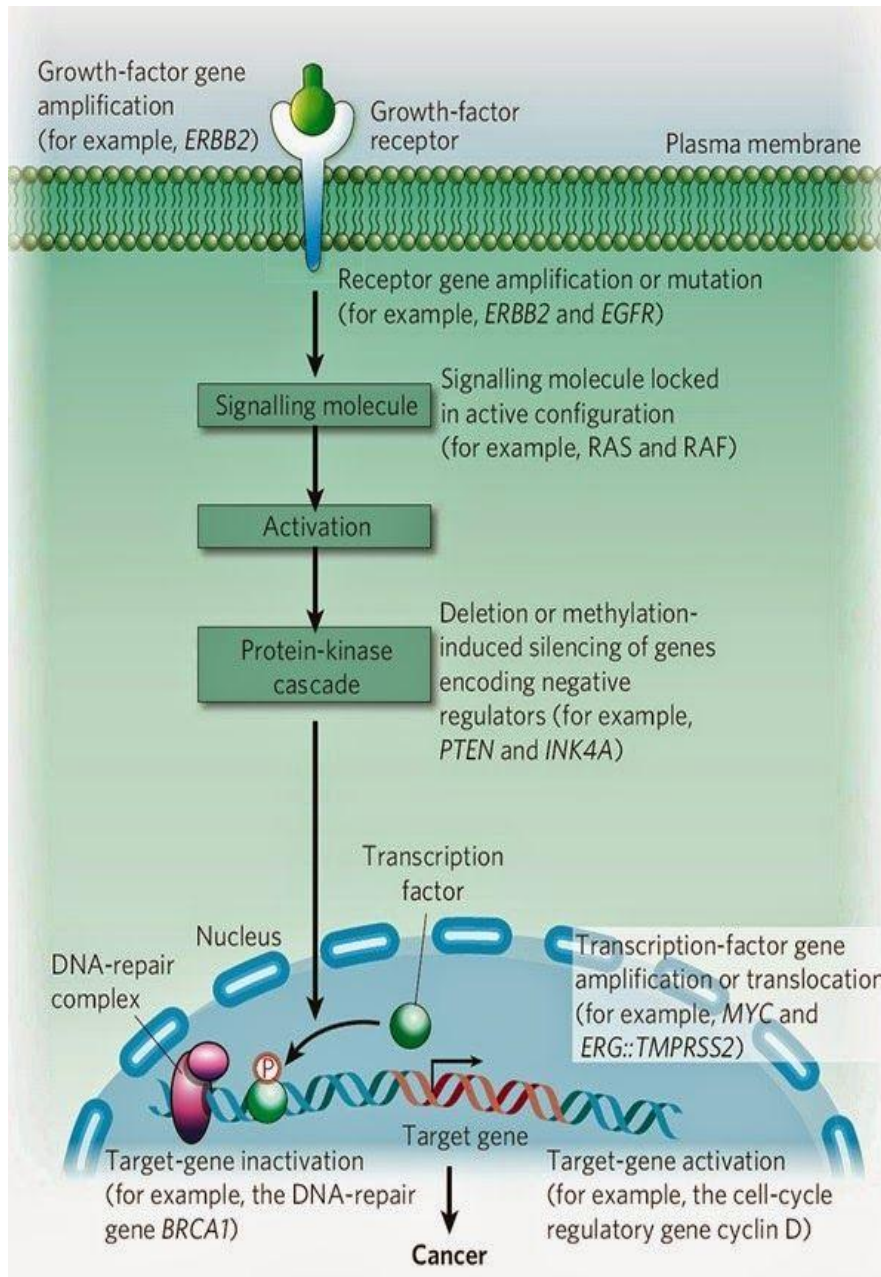 Growth-factor gene
amplification
(for example, ERBB2)
Growth-factor
receptor
Plasma membrane
Receptor gene amplification or mutation
(for example, ERBB2 and EGFR)
Signalling molecule
Signalling molecule locked
in active configuration
(for example, RAS and RAF)
Activation
Protein-kinase
cascade
Deletion or methylation-
induced silencing of genes
encoding negative
regulators (for example,
PTEN and INK4A)
Transcription
factor
Nucleus
DNA-repair
complex
Transcription-factor gene
amplification or translocation
(for example, MYC and
ERG::TMPRSS2)
P
Target gene
Target-gene inactivation
(for example, the DNA-repair
gene BRCA1)
Target-gene activation
(for example, the cell-cycle
regulatory gene cyclin D)
Cancer